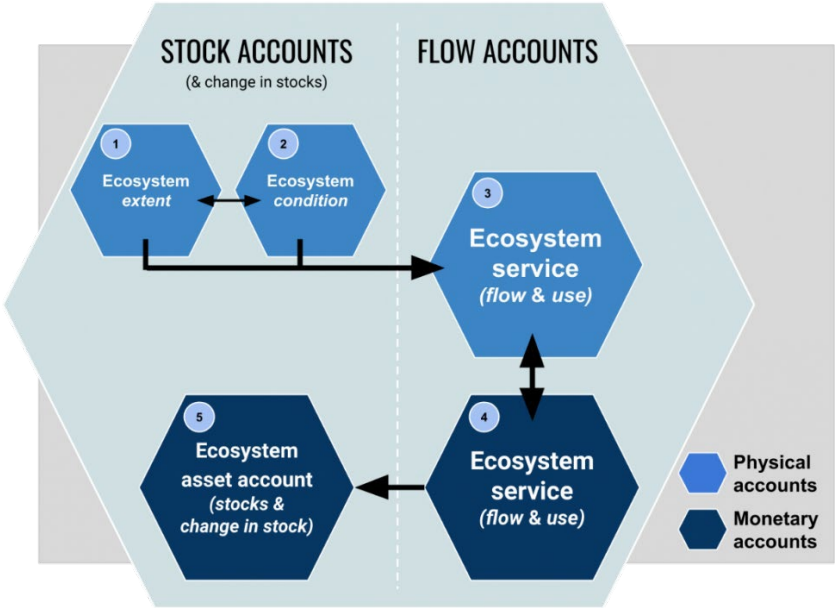 STOCK ACCOUNTS
(& change in stocks)
FLOW ACCOUNTS
1
Ecosystem
extent
2
Ecosystem
condition
3
Ecosystem
service
(flow & use)
5
Ecosystem
asset account
(stocks &
change in stock)
4
Ecosystem
service
(flow & use)
Physical
accounts
Monetary
accounts